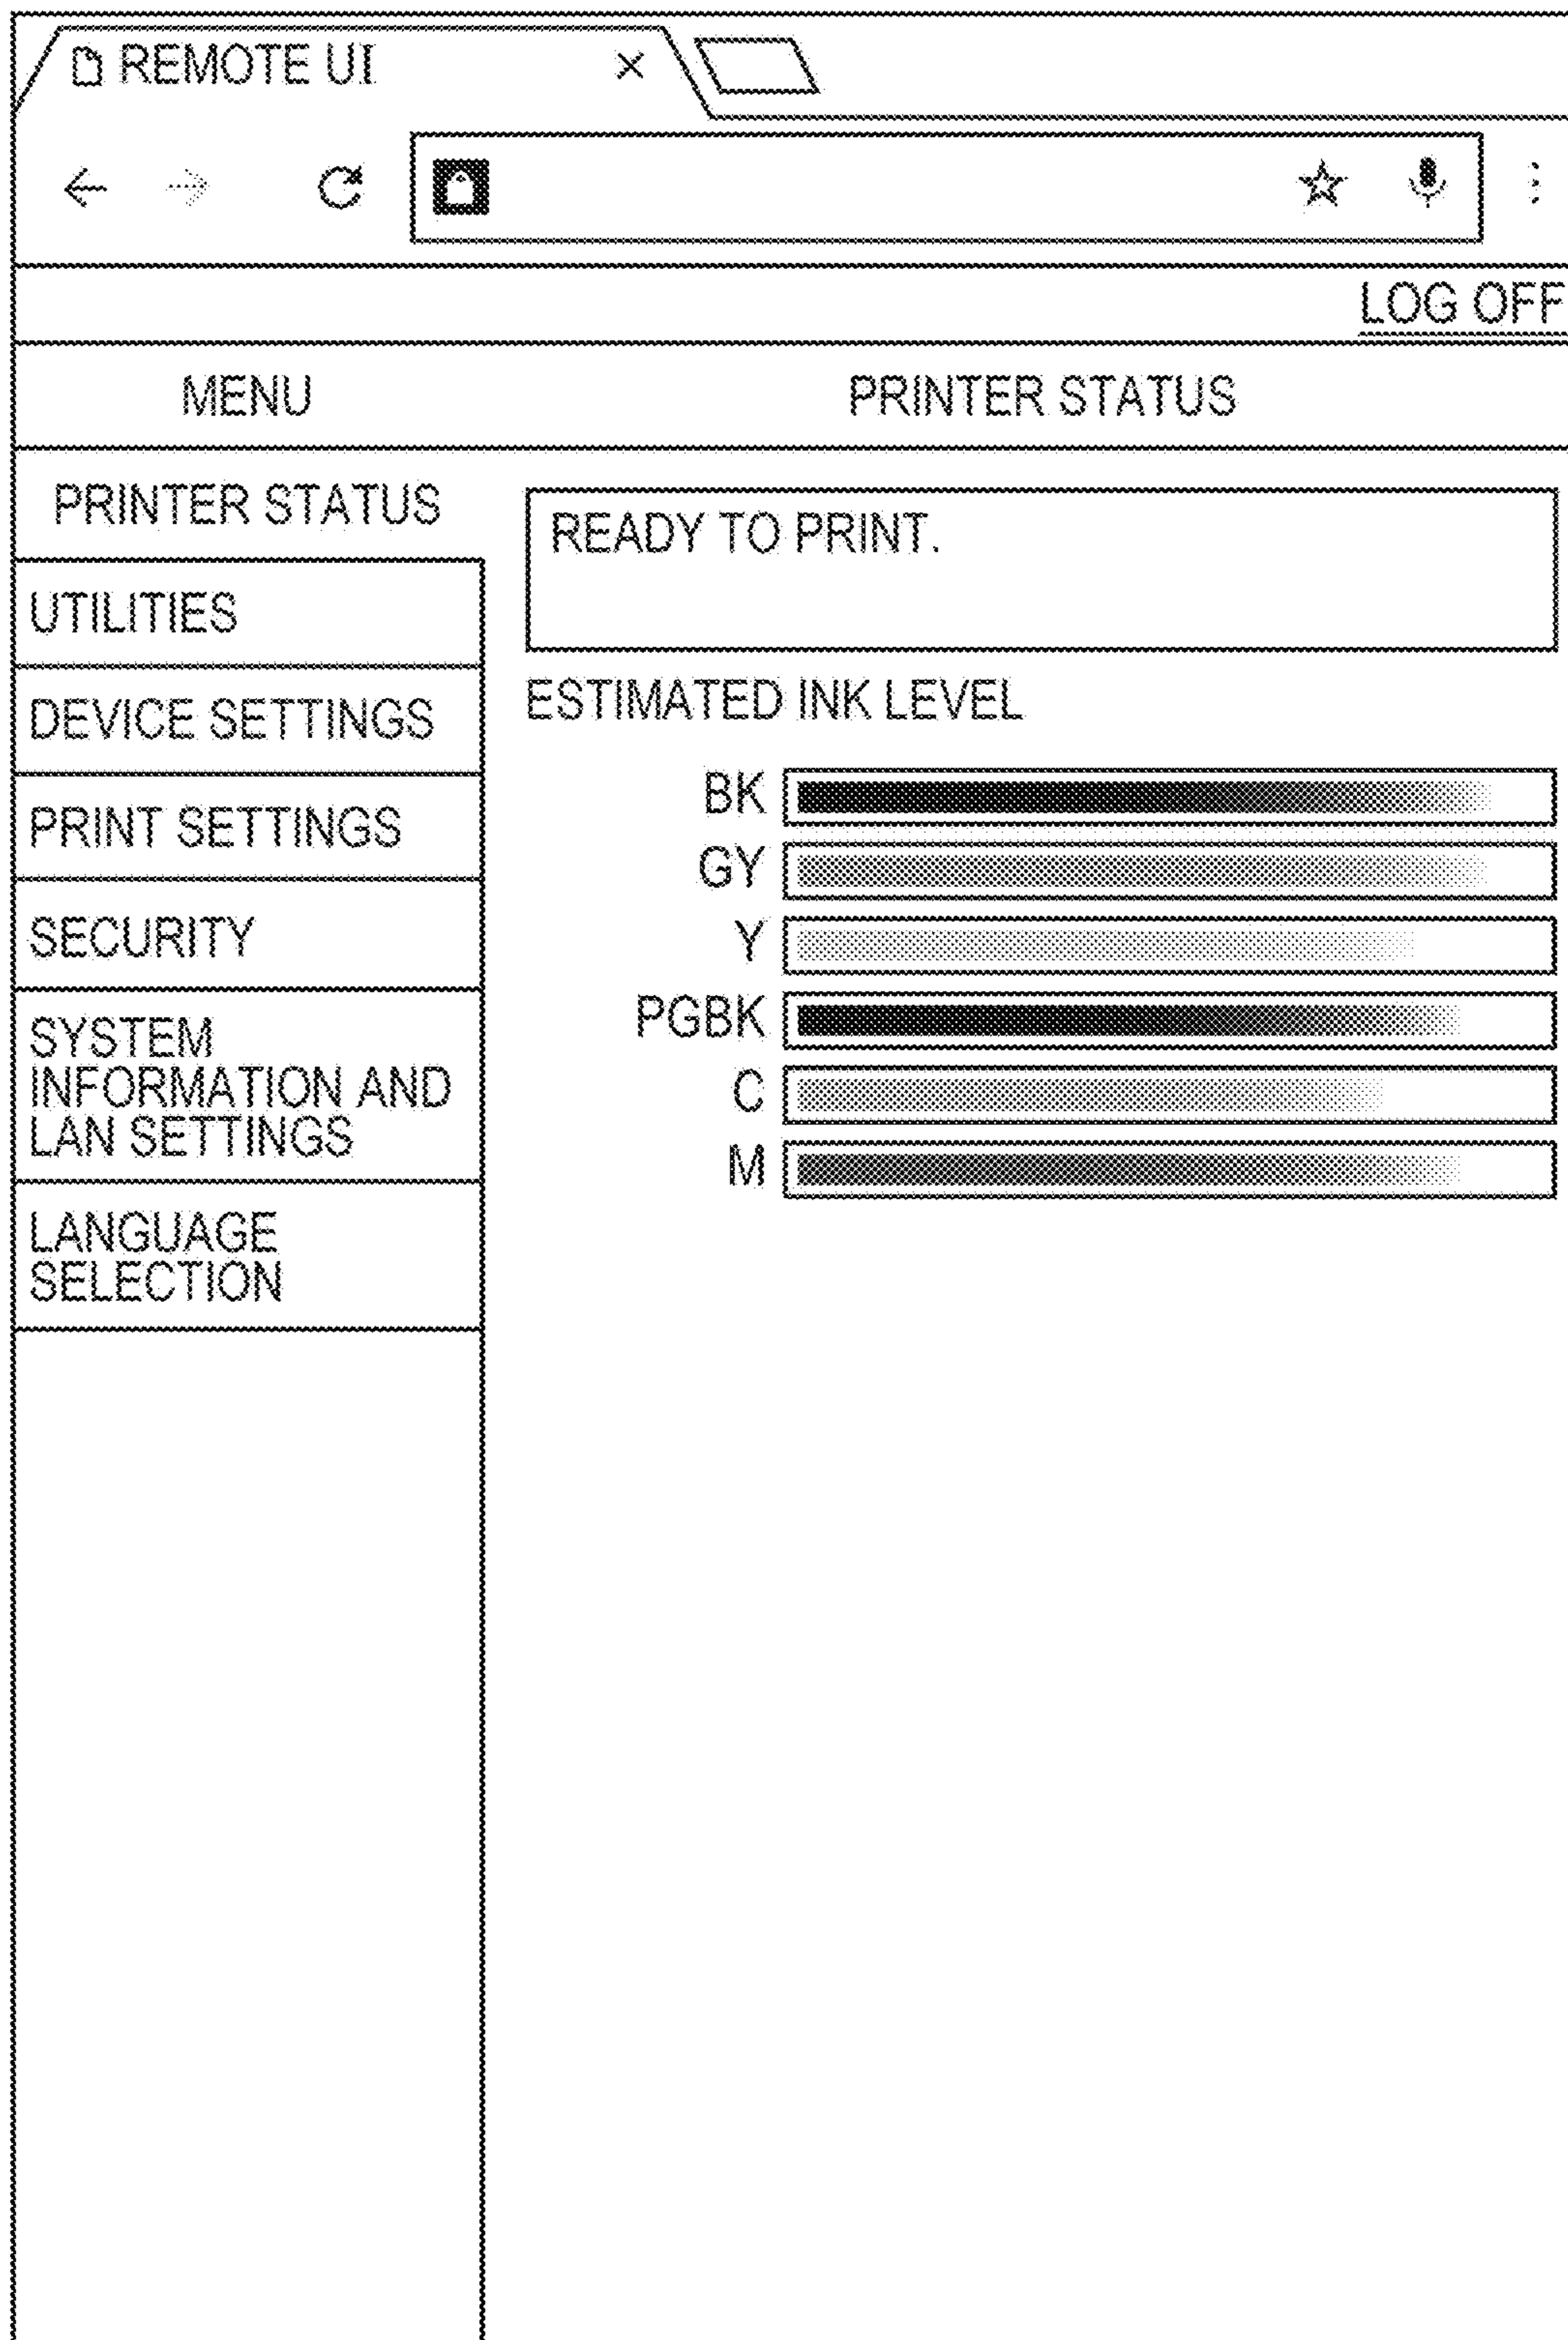 REMOTE UI
LOG OFF
MENU
PRINTER STATUS
PRINTER STATUS
UTILITIES
DEVICE SETTINGS
PRINT SETTINGS
SECURITY
SYSTEM
INFORMATION AND
LAN SETTINGS
LANGUAGE
SELECTION
READY TO PRINT.
ESTIMATED INK LEVEL
BK
GY
Y
PGBK
C
M